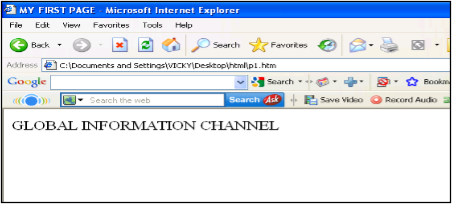 MY FIRST PAGE - Microsoft Internet Explorer
File Edit View Favorites Tools Help
Back Search Favorites
Address C:\Documents and Settings\VICKY\Desktop\html\p1.htm
Google Search Bookm
Search the web Search Ask Save Video Record Audio
GLOBAL INFORMATION CHANNEL